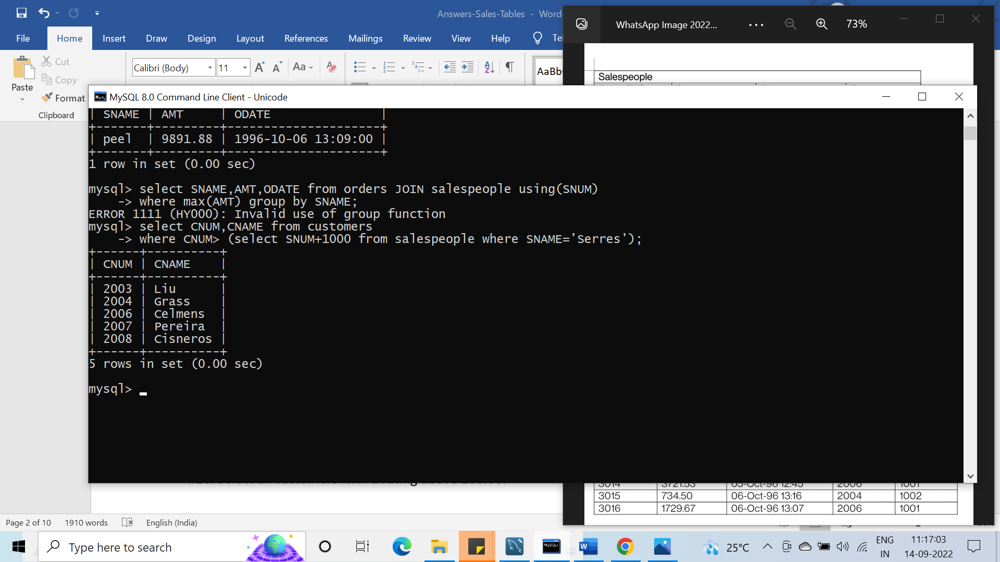 Answers-Sales-Tables - Word
WhatsApp Image 2022...
73%
File Home Insert Draw Design Layout References Mailings Review View Help
Cut
Copy
Paste
Format
Clipboard
Calibri (Body) 11
Aa
Salespeople
MySQL 8.0 Command Line Client - Unicode
| SNAME | AMT | ODATE |
+-------+---------+---------------------+
| peel | 9891.88 | 1996-10-06 13:09:00 |
+-------+---------+---------------------+
1 row in set (0.00 sec)
mysql> select SNAME,AMT,ODATE from orders JOIN salespeople using(SNUM)
-> where max(AMT) group by SNAME;
ERROR 1111 (HY000): Invalid use of group function
mysql> select CNUM,CNAME from customers
-> where CNUM> (select SNUM+1000 from salespeople where SNAME='Serres');
+------+----------+
| CNUM | CNAME |
+------+----------+
| 2003 | Liu |
| 2004 | Grass |
| 2006 | Celmens |
| 2007 | Pereira |
| 2008 | Cisneros |
+------+----------+
5 rows in set (0.00 sec)
mysql>
3014 3721.53 05-Oct-96 12:45 2006 1001
3015 734.50 06-Oct-96 13:16 2004 1002
3016 1729.67 06-Oct-96 13:07 2006 1001
Page 2 of 10 1910 words English (India)
Type here to search
25°C
ENG
IN
11:17:03
14-09-2022